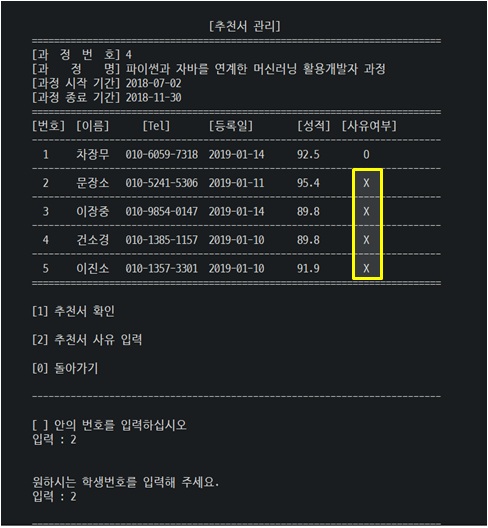 [추천서 관리]
[과 정 번 호] 4
[과 정 명] 파이썬과 자바를 연계한 머신러닝 활용개발자 과정
[과정 시작 기간] 2018-07-02
[과정 종료 기간] 2018-11-30
[번호] [이름] [Tel] [등록일] [성적] [사유여부]
1 차장무 010-6059-7318 2019-01-14 92.5 O
2 문장소 010-5241-5306 2019-01-11 95.4 X
3 이장중 010-9854-0147 2019-01-14 89.8 X
4 건소경 010-1385-1157 2019-01-10 89.8 X
5 이진소 010-1357-3301 2019-01-10 91.9 X
[1] 추천서 확인
[2] 추천서 사유 입력
[0] 돌아가기
[ ] 안의 번호를 입력하십시오
입력 : 2
원하시는 학생번호를 입력해 주세요.
입력 : 2